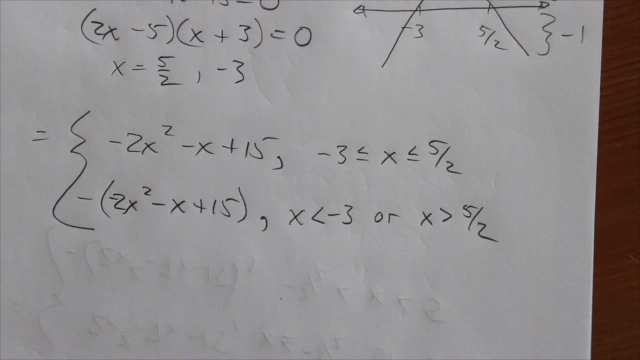 (2x - 5)(x + 3) = 0
x = 5/2 , -3
-3 5/2 } -1
= { -2x² - x + 15, -3 ≤ x ≤ 5/2
-(-2x² - x + 15), x < -3 or x > 5/2